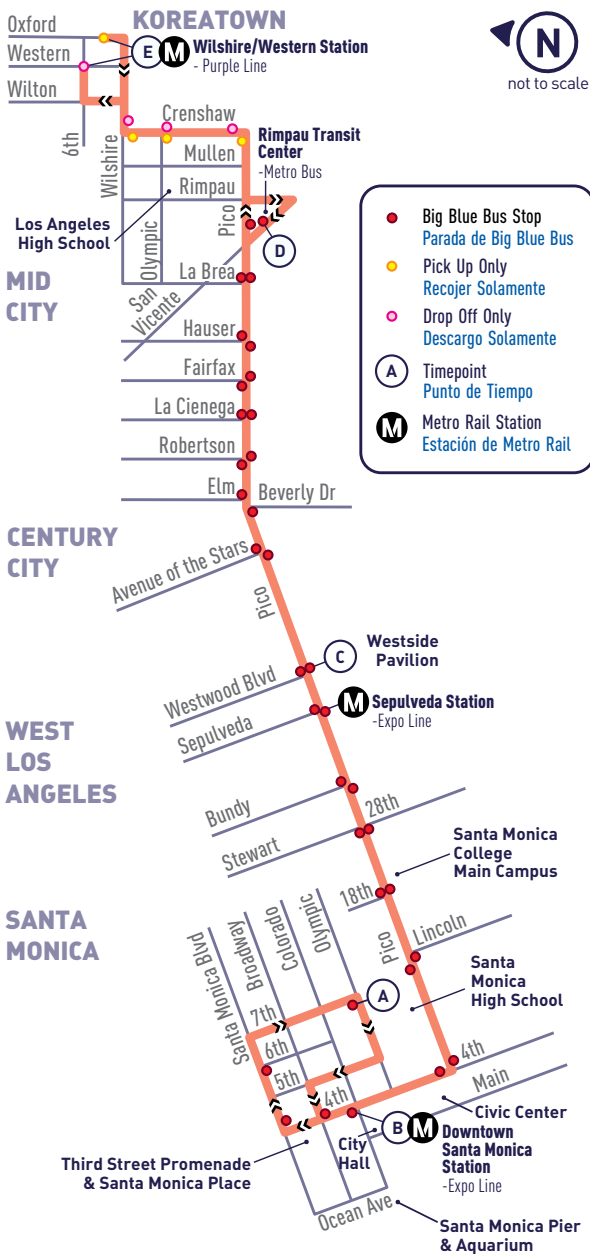 KOREATOWN
Oxford
Western
Wilton
E
M
Wilshire/Western Station
- Purple Line
N
not to scale
6th
Wilshire
Crenshaw
Mullen
Rimpau
Olympic
Pico
Rimpau Transit
Center
-Metro Bus
Los Angeles
High School
D
MID
CITY
La Brea
San
Vicente
Hauser
Fairfax
La Cienega
Robertson
Elm
Beverly Dr
Big Blue Bus Stop
Parada de Big Blue Bus
Pick Up Only
Recojer Solamente
Drop Off Only
Descargo Solamente
A
Timepoint
Punto de Tiempo
M
Metro Rail Station
Estación de Metro Rail
CENTURY
CITY
Avenue of the Stars
Pico
C
Westside
Pavilion
Westwood Blvd
Sepulveda
M
Sepulveda Station
-Expo Line
WEST
LOS
ANGELES
Bundy
28th
Stewart
Santa Monica
College
Main Campus
18th
SANTA
MONICA
Santa Monica Blvd
Broadway
Colorado
Olympic
Pico
Lincoln
Santa
Monica
High School
7th
A
6th
5th
4th
4th
Main
Civic Center
B
M
City
Hall
Downtown
Santa Monica
Station
-Expo Line
Third Street Promenade
& Santa Monica Place
Ocean Ave
Santa Monica Pier
& Aquarium